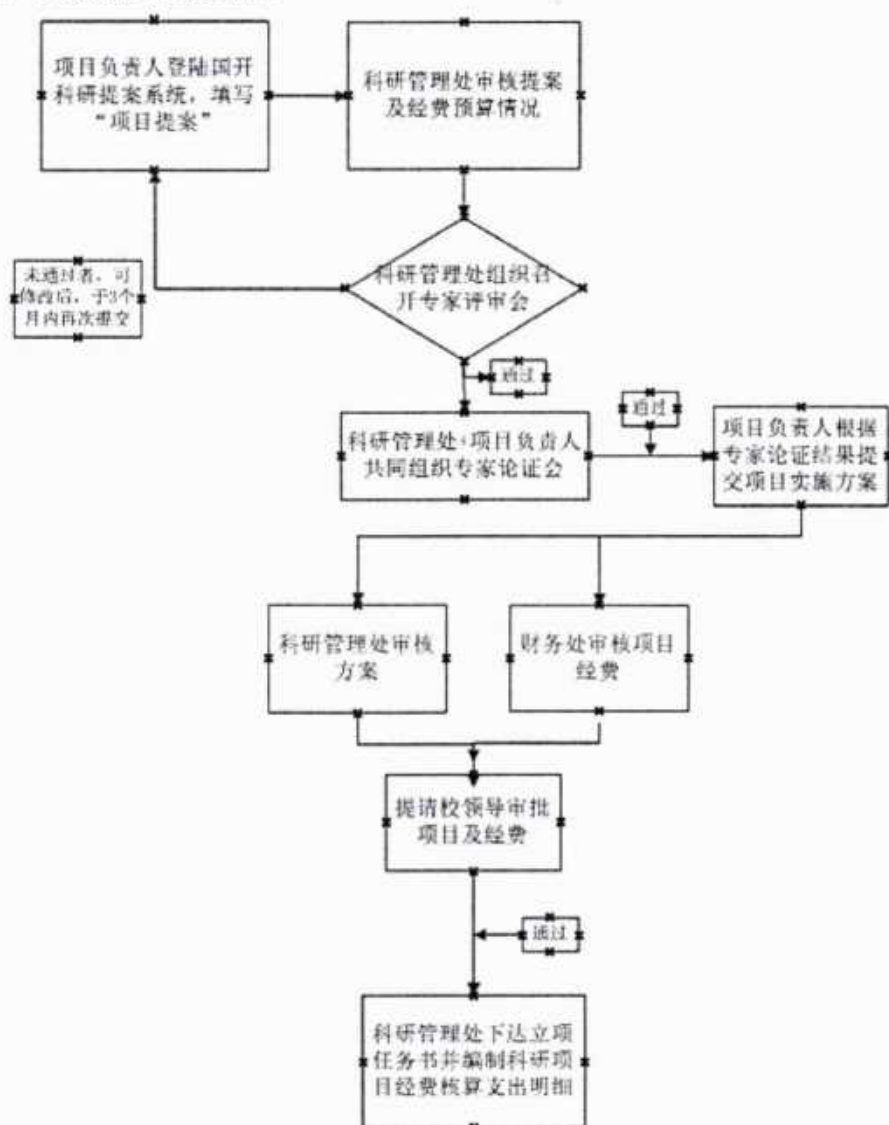 项目负责人登陆国开
科研提案系统，填写
“项目提案”
科研管理处审核提案
及经费预算情况
未通过者，可
修改后，于3个
月内再次提交
科研管理处组织召
开专家评审会
通过
科研管理处+项目负责人
共同组织专家论证会
通过
项目负责人根据
专家论证结果提
交项目实施方案
科研管理处审核
方案
财务处审核项目
经费
提请校领导审批
项目及经费
通过
科研管理处下达立项
任务书并编制科研项
目经费核算支出明细